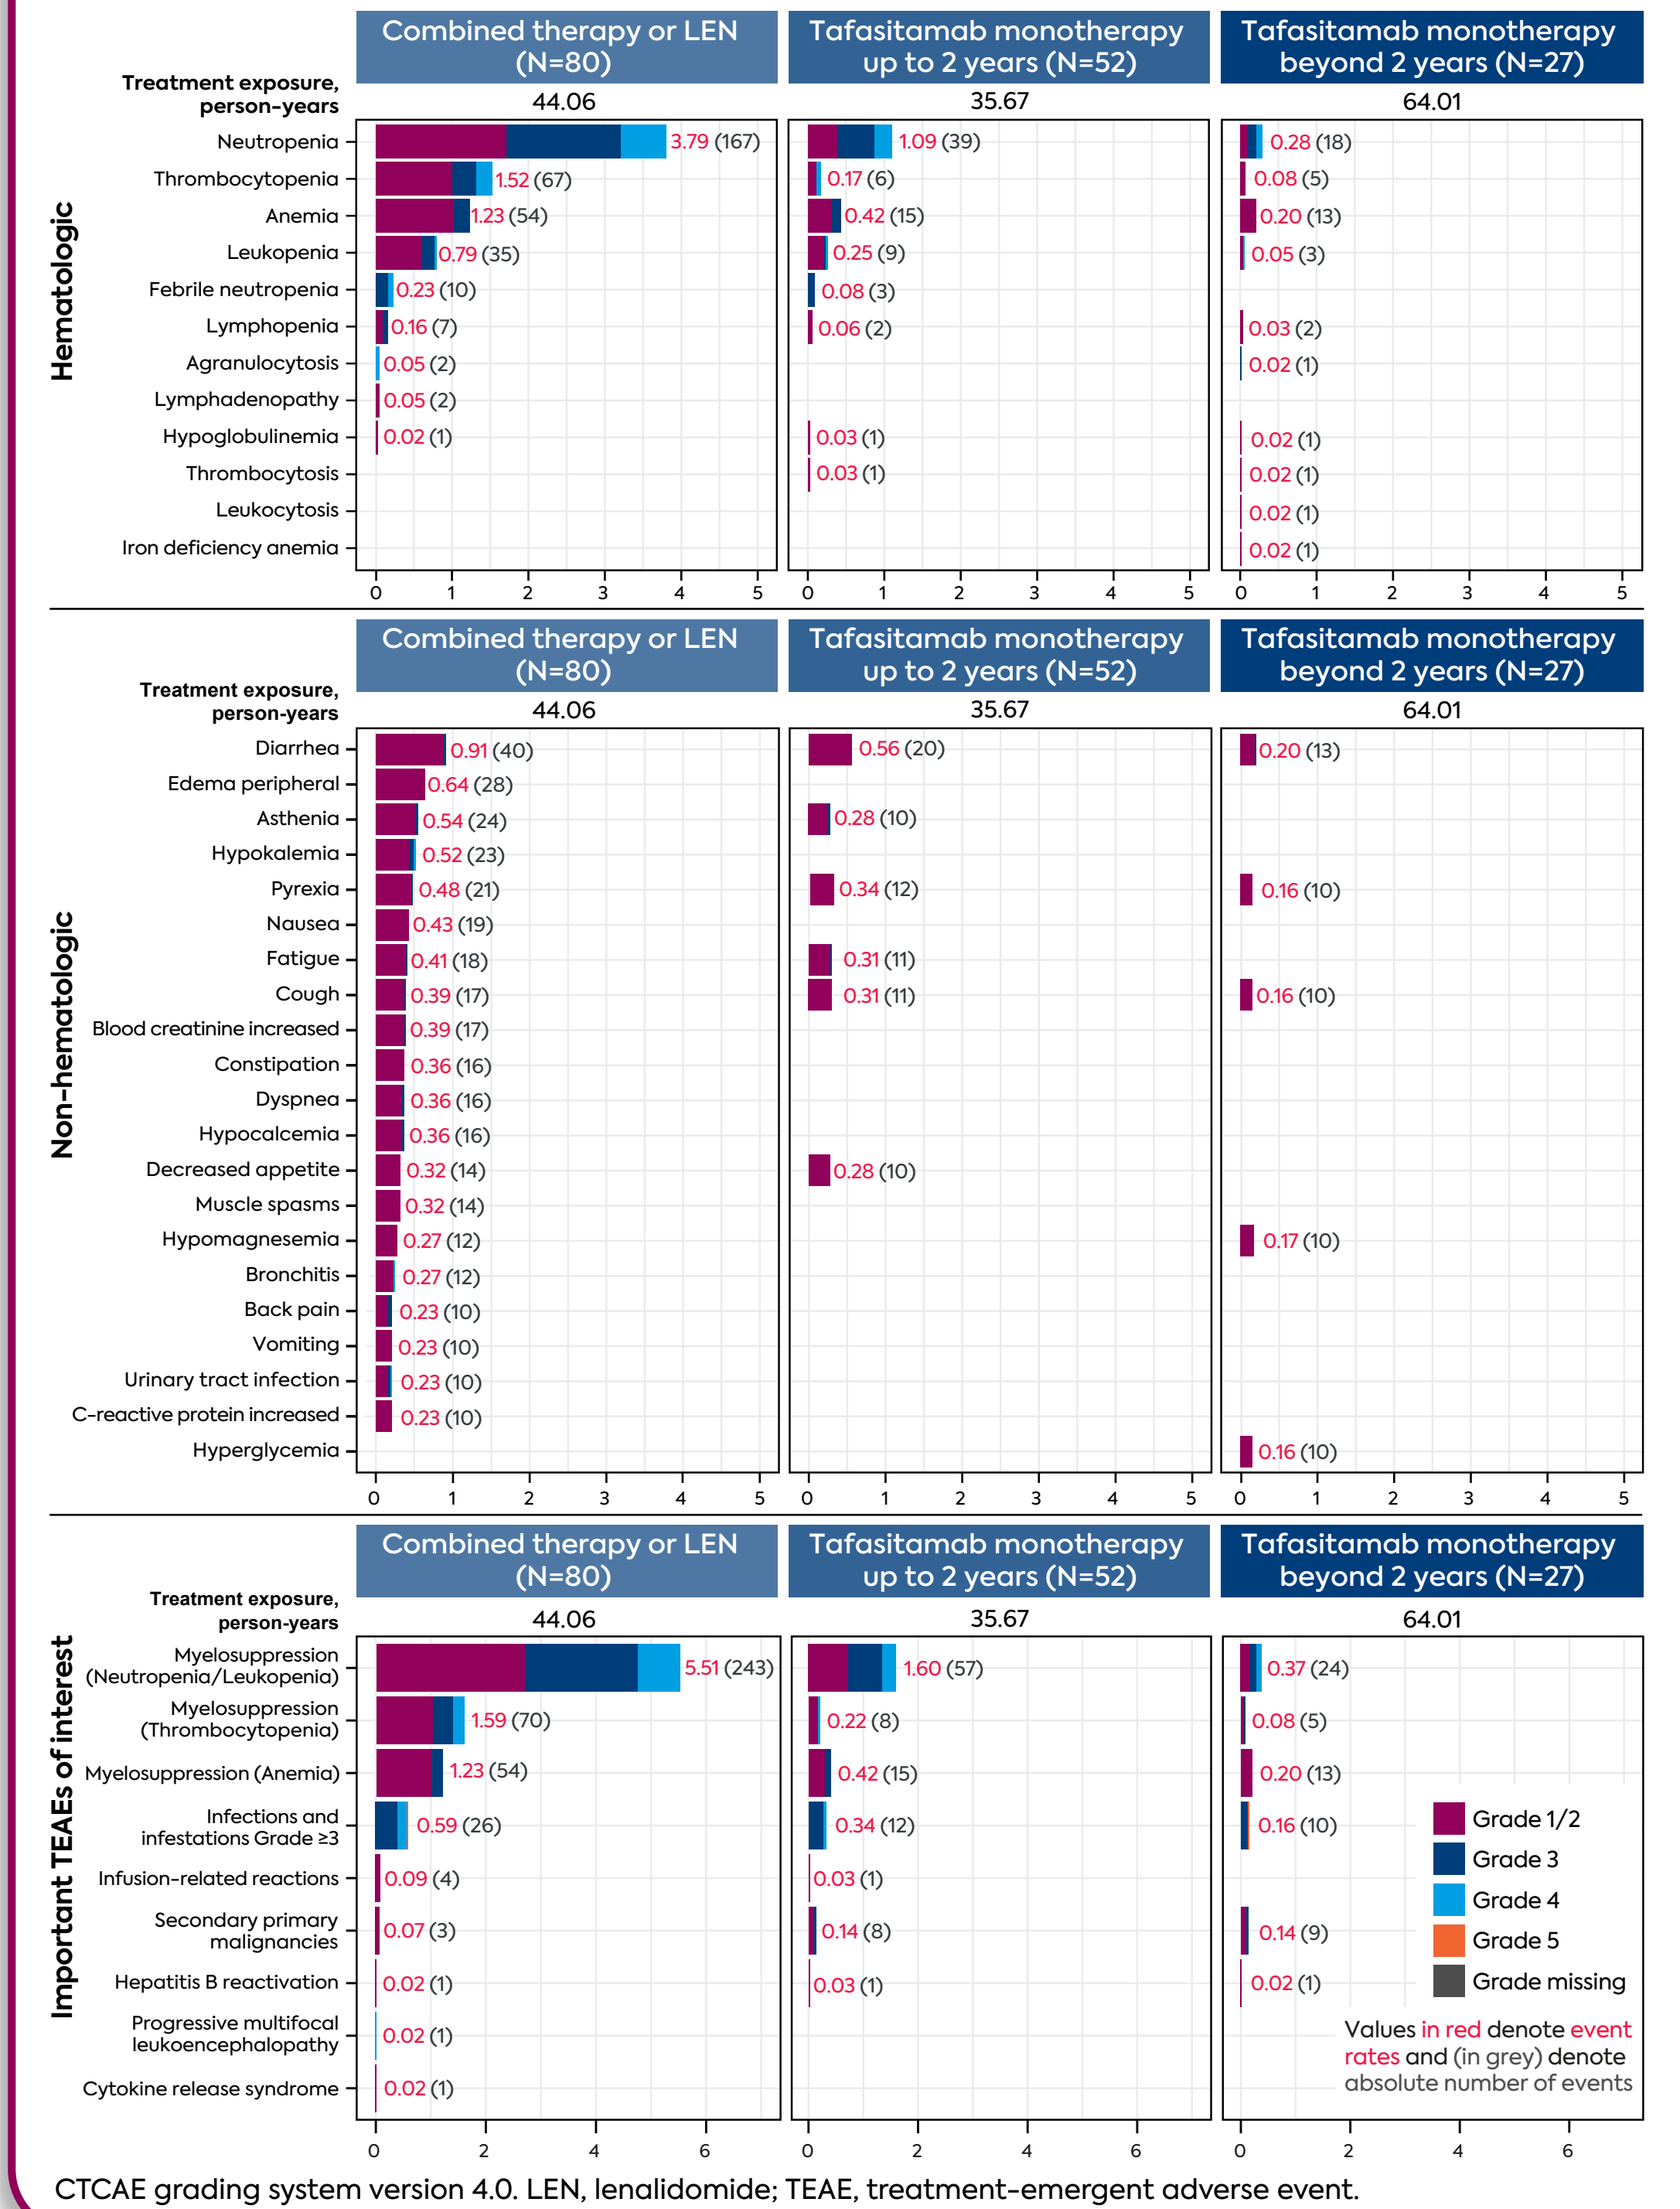 Combined therapy or LEN
(N=80)
Tafasitamab monotherapy
up to 2 years (N=52)
Tafasitamab monotherapy
beyond 2 years (N=27)
Treatment exposure,
person-years
44.06
35.67
64.01
Hematologic
Neutropenia 3.79 (167) 1.09 (39) 0.28 (18)
Thrombocytopenia 1.52 (67) 0.17 (6) 0.08 (5)
Anemia 1.23 (54) 0.42 (15) 0.20 (13)
Leukopenia 0.79 (35) 0.25 (9) 0.05 (3)
Febrile neutropenia 0.23 (10) 0.08 (3)
Lymphopenia 0.16 (7) 0.06 (2) 0.03 (2)
Agranulocytosis 0.05 (2) 0.02 (1)
Lymphadenopathy 0.05 (2)
Hypoglobulinemia 0.02 (1) 0.03 (1) 0.02 (1)
Thrombocytosis 0.03 (1) 0.02 (1)
Leukocytosis 0.02 (1)
Iron deficiency anemia 0.02 (1)
0 1 2 3 4 5 0 1 2 3 4 5 0 1 2 3 4 5
Combined therapy or LEN
(N=80)
Tafasitamab monotherapy
up to 2 years (N=52)
Tafasitamab monotherapy
beyond 2 years (N=27)
Treatment exposure,
person-years
44.06
35.67
64.01
Non-hematologic
Diarrhea 0.91 (40) 0.56 (20) 0.20 (13)
Edema peripheral 0.64 (28)
Asthenia 0.54 (24) 0.28 (10)
Hypokalemia 0.52 (23)
Pyrexia 0.48 (21) 0.34 (12) 0.16 (10)
Nausea 0.43 (19)
Fatigue 0.41 (18) 0.31 (11)
Cough 0.39 (17) 0.31 (11) 0.16 (10)
Blood creatinine increased 0.39 (17)
Constipation 0.36 (16)
Dyspnea 0.36 (16)
Hypocalcemia 0.36 (16)
Decreased appetite 0.32 (14) 0.28 (10)
Muscle spasms 0.32 (14)
Hypomagnesemia 0.27 (12) 0.17 (10)
Bronchitis 0.27 (12)
Back pain 0.23 (10)
Vomiting 0.23 (10)
Urinary tract infection 0.23 (10)
C-reactive protein increased 0.23 (10)
Hyperglycemia 0.16 (10)
0 1 2 3 4 5 0 1 2 3 4 5 0 1 2 3 4 5
Combined therapy or LEN
(N=80)
Tafasitamab monotherapy
up to 2 years (N=52)
Tafasitamab monotherapy
beyond 2 years (N=27)
Treatment exposure,
person-years
44.06
35.67
64.01
Important TEAEs of interest
Myelosuppression
(Neutropenia/Leukopenia) 5.51 (243) 1.60 (57) 0.37 (24)
Myelosuppression
(Thrombocytopenia) 1.59 (70) 0.22 (8) 0.08 (5)
Myelosuppression (Anemia) 1.23 (54) 0.42 (15) 0.20 (13)
Infections and
infestations Grade ≥3 0.59 (26) 0.34 (12) 0.16 (10)
Infusion-related reactions 0.09 (4) 0.03 (1)
Secondary primary
malignancies 0.07 (3) 0.14 (8) 0.14 (9)
Hepatitis B reactivation 0.02 (1) 0.03 (1) 0.02 (1)
Progressive multifocal
leukoencephalopathy 0.02 (1)
Cytokine release syndrome 0.02 (1)
Grade 1/2
Grade 3
Grade 4
Grade 5
Grade missing
Values in red denote event
rates and (in grey) denote
absolute number of events
0 2 4 6 0 2 4 6 0 2 4 6
CTCAE grading system version 4.0. LEN, lenalidomide; TEAE, treatment-emergent adverse event.